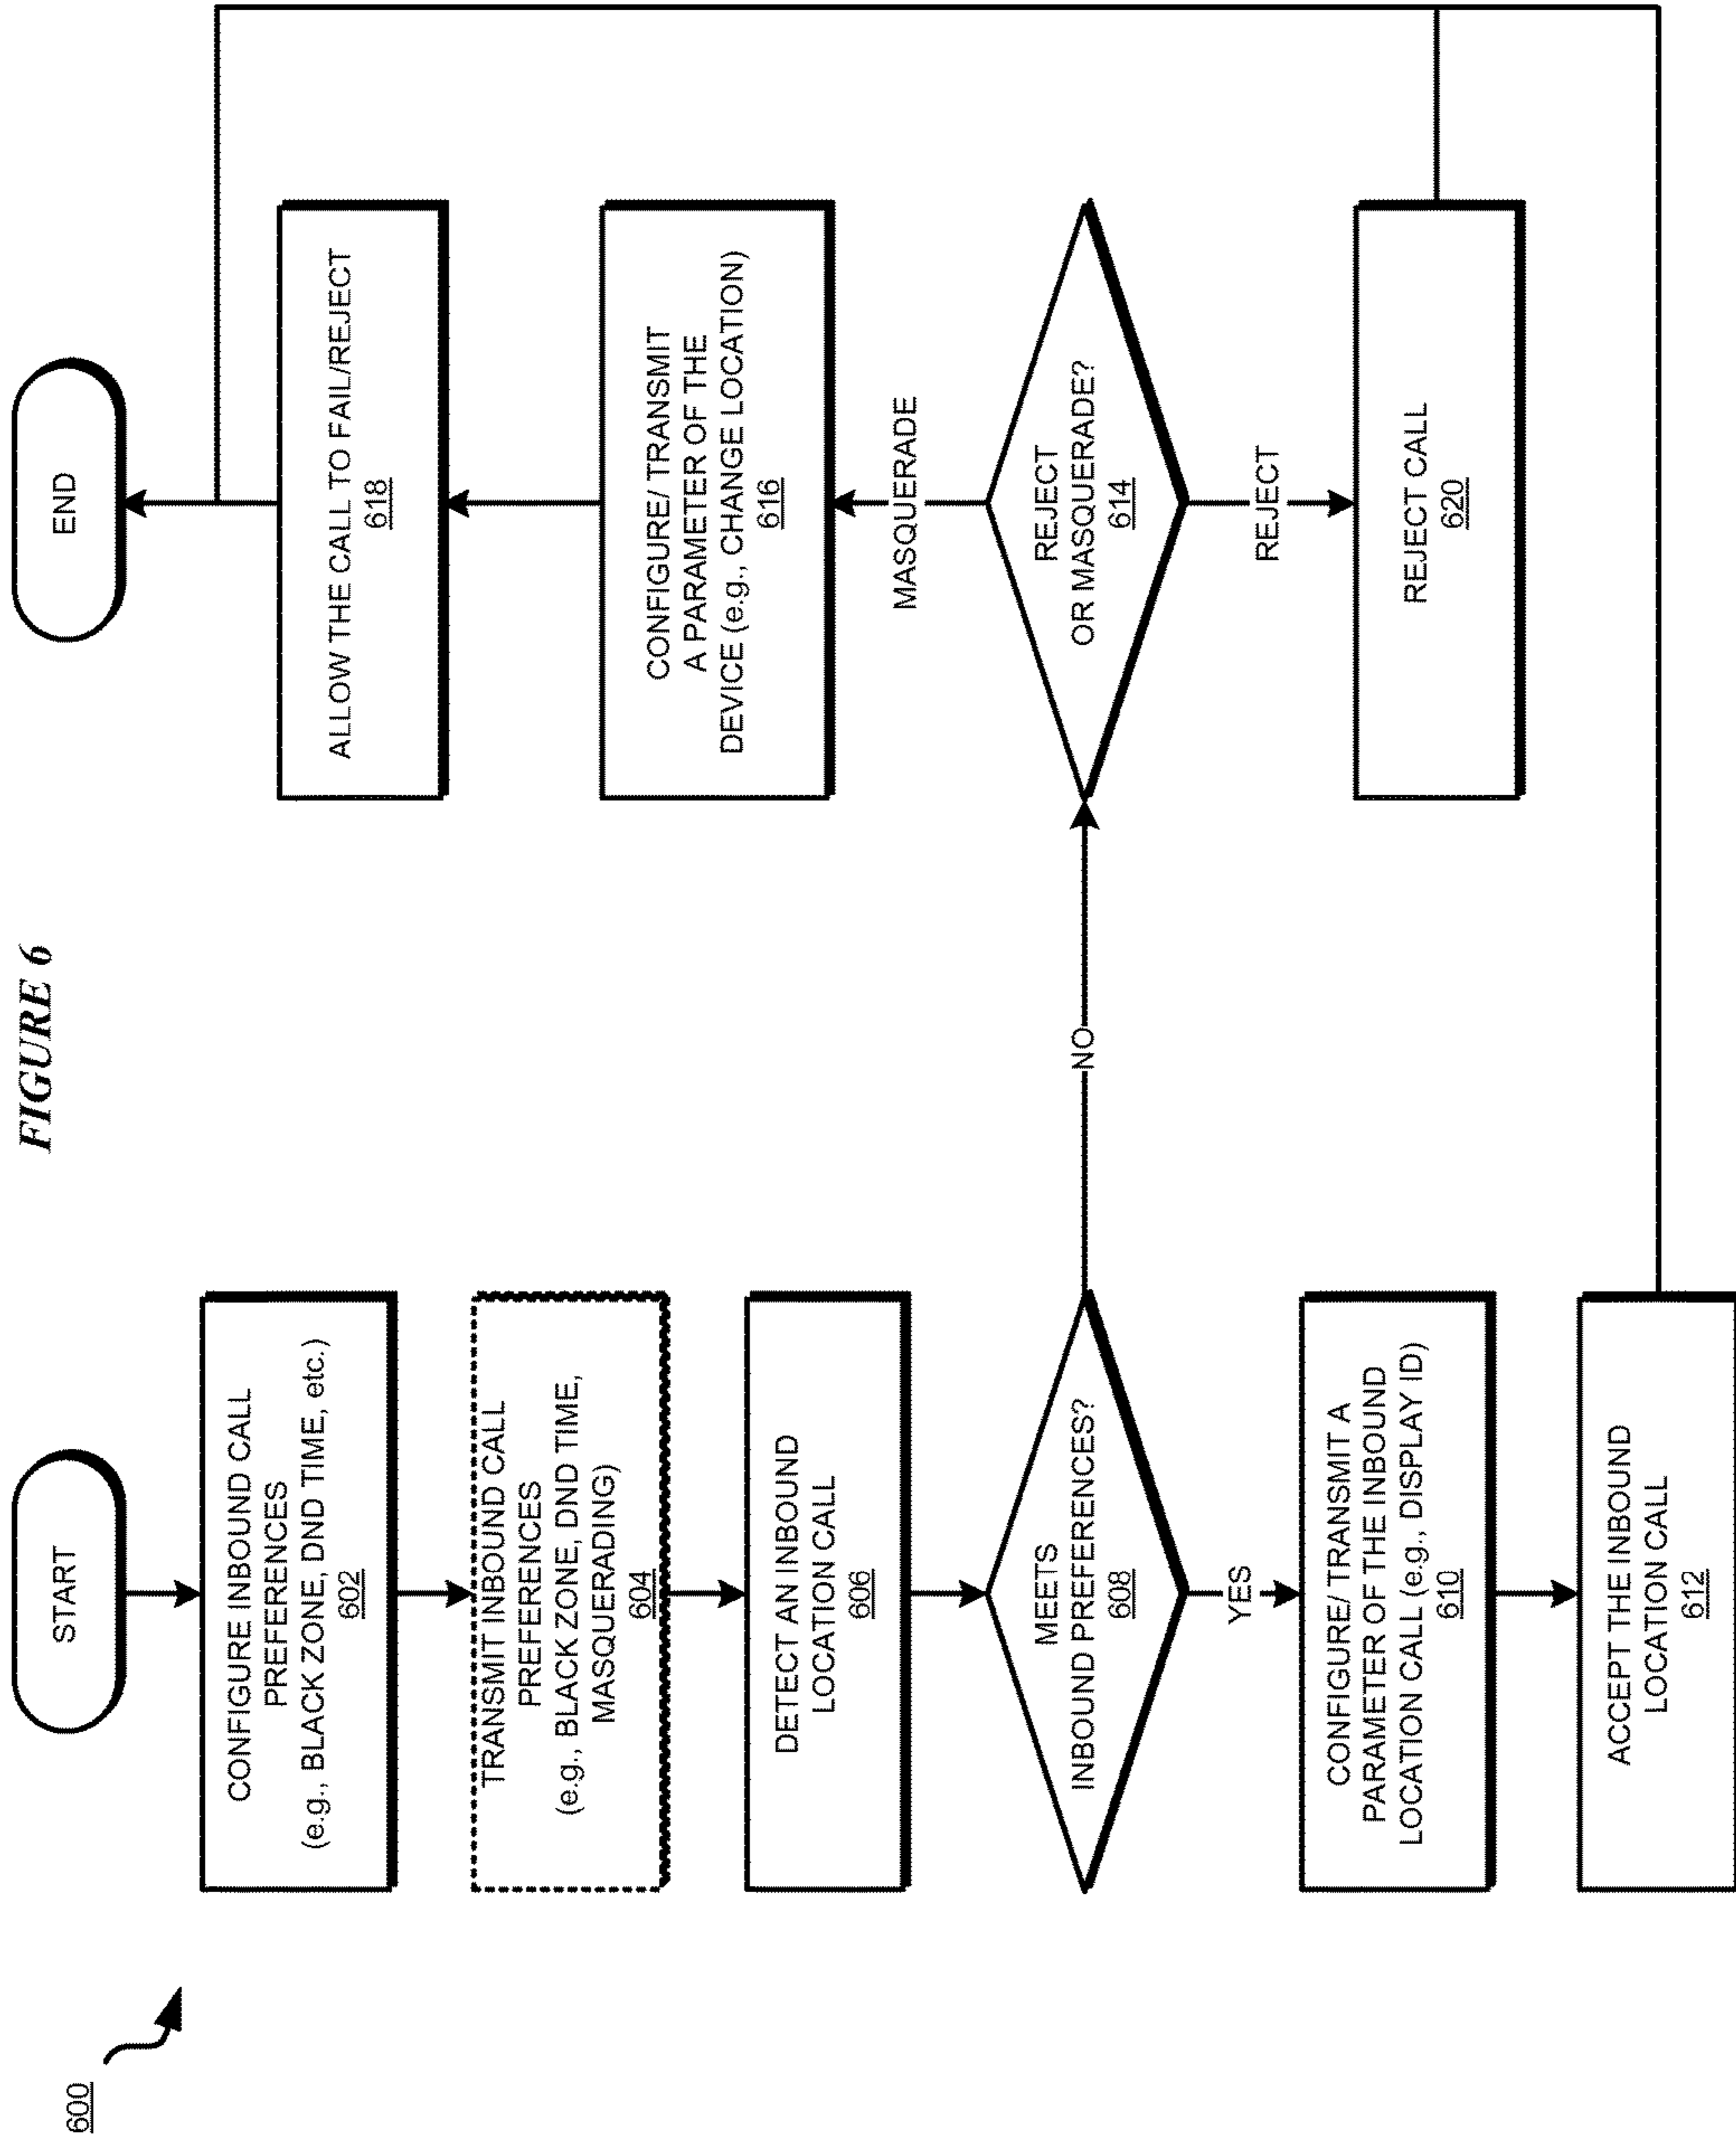 600
START
CONFIGURE INBOUND CALL
PREFERENCES
(e.g., BLACK ZONE, DND TIME, etc.)
602
TRANSMIT INBOUND CALL
PREFERENCES
(e.g., BLACK ZONE, DND TIME,
MASQUERADING)
604
DETECT AN INBOUND
LOCATION CALL
606
MEETS
INBOUND PREFERENCES?
608
YES
CONFIGURE/ TRANSMIT A
PARAMETER OF THE INBOUND
LOCATION CALL (e.g., DISPLAY ID)
610
ACCEPT THE INBOUND
LOCATION CALL
612
FIGURE 6
NO
END
ALLOW THE CALL TO FAIL/REJECT
618
CONFIGURE/ TRANSMIT
A PARAMETER OF THE
DEVICE (e.g., CHANGE LOCATION)
616
MASQUERADE
REJECT
OR MASQUERADE?
614
REJECT
REJECT CALL
620